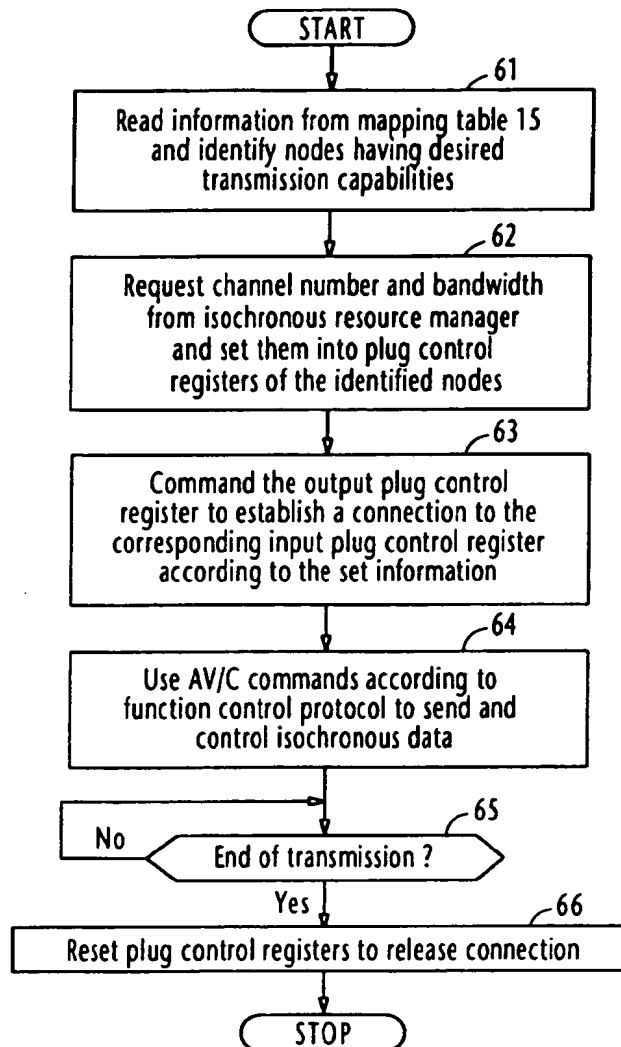 START
61
Read information from mapping table 15
and identify nodes having desired
transmission capabilities
62
Request channel number and bandwidth
from isochronous resource manager
and set them into plug control
registers of the identified nodes
63
Command the output plug control
register to establish a connection to the
corresponding input plug control register
according to the set information
64
Use AV/C commands according to
function control protocol to send and
control isochronous data
65
No
End of transmission ?
Yes
66
Reset plug control registers to release connection
STOP